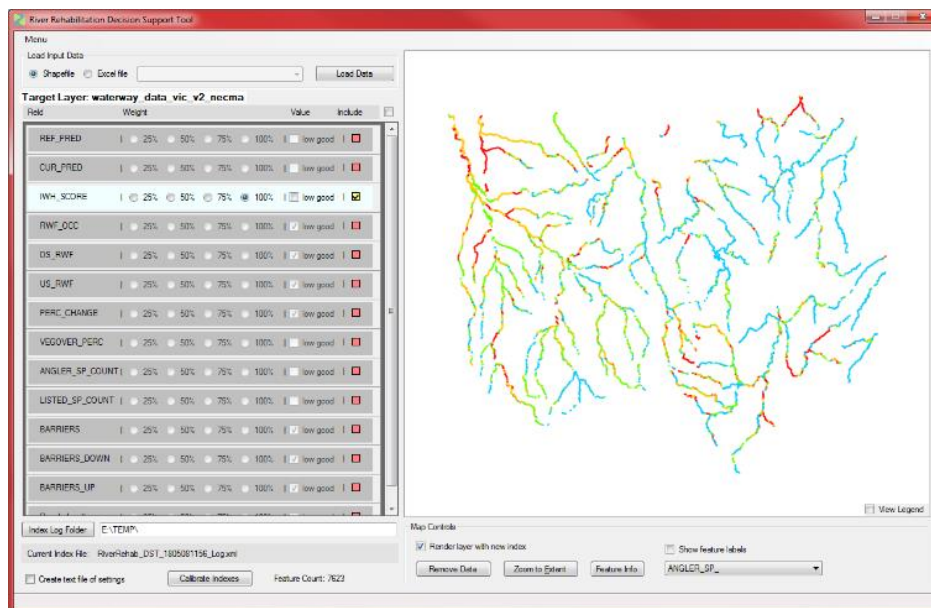 River Rehabilitation Decision Support Tool
Menu
Load Input Data
Shapefile Excel file Load Data
Target Layer: waterway_data_vic_v2_necma
Field Weight Value Include
REF_PRED 25% 50% 75% 100% low good
CUR_PRED 25% 50% 75% 100% low good
IWH_SCORE 25% 50% 75% 100% low good
RWF_OCC 25% 50% 75% 100% low good
DS_RWF 25% 50% 75% 100% low good
US_RWF 25% 50% 75% 100% low good
PERC_CHANGE 25% 50% 75% 100% low good
VEGOVER_PERC 25% 50% 75% 100% low good
ANGLER_SP_COUNT 25% 50% 75% 100% low good
LISTED_SP_COUNT 25% 50% 75% 100% low good
BARRIERS 25% 50% 75% 100% low good
BARRIERS_DOWN 25% 50% 75% 100% low good
BARRIERS_UP 25% 50% 75% 100% low good
View Legend
Index Log Folder E:\TEMP\
Current Index File: RiverRehab_DST_1805081156_Log.xml
Create text file of settings Calibrate Indexes Feature Count: 7623
Map Controls
Render layer with new index Show feature labels
Remove Data Zoom to Extent Feature Info ANGLER_SP_